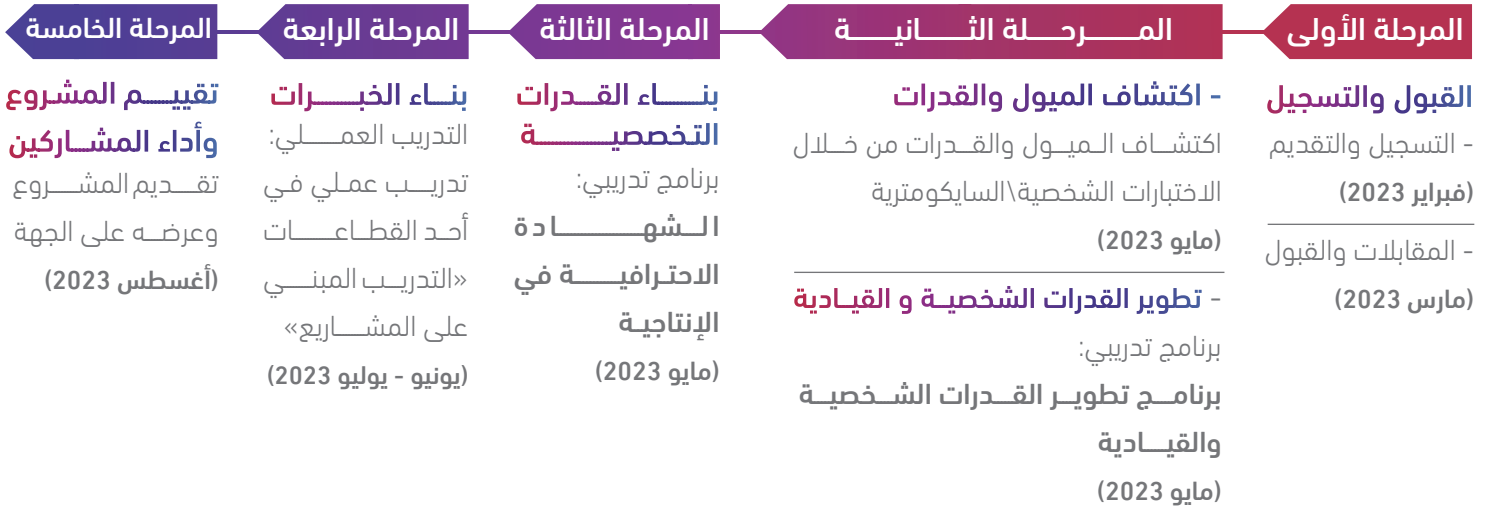 المرحلة الأولى
القبول والتسجيل
- التسجيل والتقديم
(فبراير 2023)
- المقابلات والقبول
(مارس 2023)
المرحلة الثانية
- اكتشاف الميول والقدرات
اكتشاف الميول والقدرات من خلال
الاختبارات الشخصية\السايكومترية
(مايو 2023)
- تطوير القدرات الشخصية و القيادية
برنامج تدريبي:
برنامج تطوير القدرات الشخصية
والقيادية
(مايو 2023)
المرحلة الثالثة
بناء القدرات
التخصصية
برنامج تدريبي:
الشهادة
الاحترافية في
الإنتاجية
(مايو 2023)
المرحلة الرابعة
بناء الخبرات
التدريب العملي:
تدريب عملي في
أحد القطاعات
«التدريب المبني
على المشاريع»
(يونيو - يوليو 2023)
المرحلة الخامسة
تقييم المشروع
وأداء المشاركين
تقديم المشروع
وعرضه على الجهة
(أغسطس 2023)